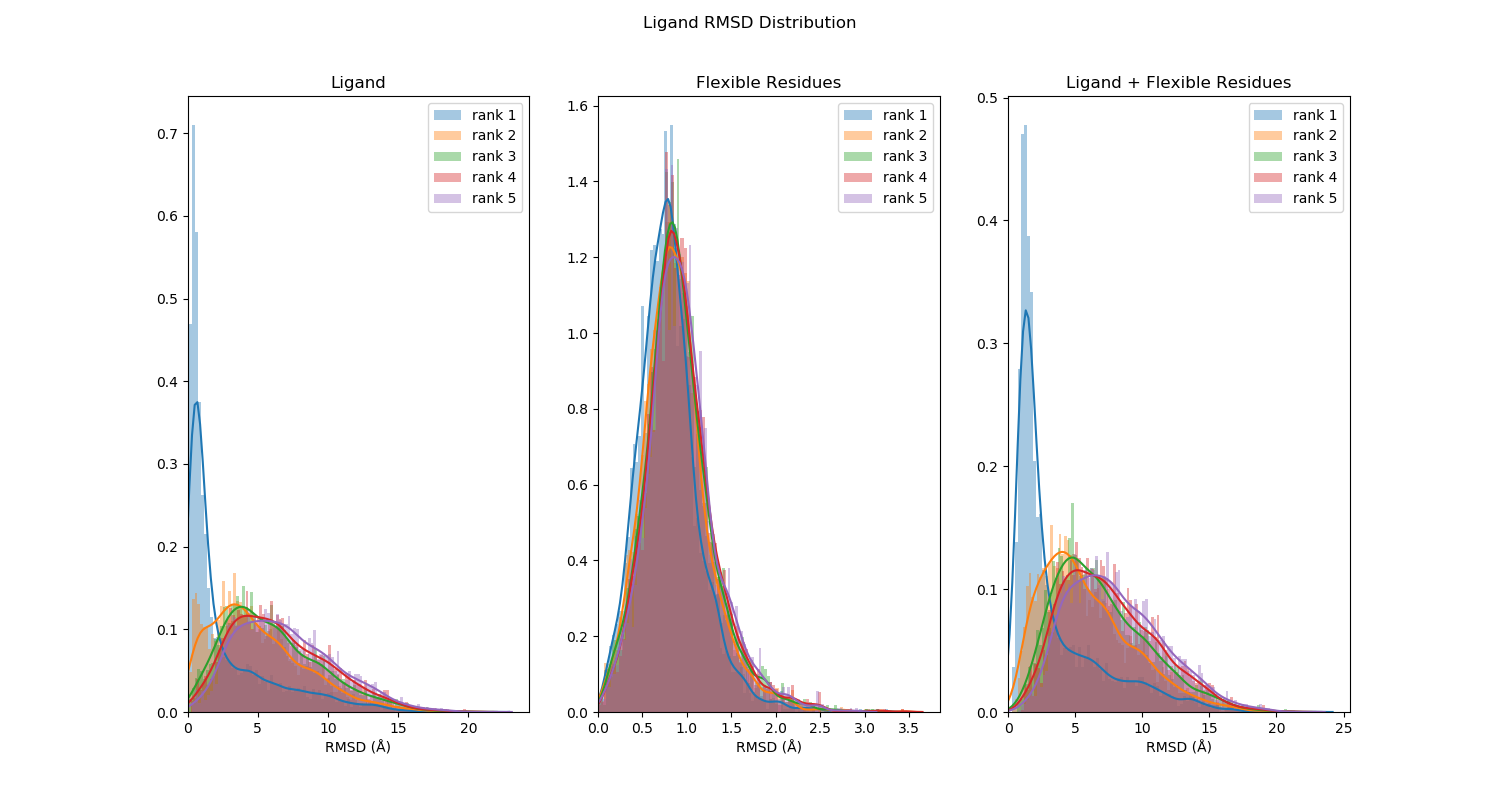 Ligand RMSD Distribution
Ligand
0.7
0.6
0.5
0.4
0.3
0.2
0.1
0.0
0
5
10
15
20
RMSD (Å)
rank 1
rank 2
rank 3
rank 4
rank 5
Flexible Residues
1.6
1.4
1.2
1.0
0.8
0.6
0.4
0.2
0.0
0.0
0.5
1.0
1.5
2.0
2.5
3.0
3.5
RMSD (Å)
rank 1
rank 2
rank 3
rank 4
rank 5
Ligand + Flexible Residues
0.5
0.4
0.3
0.2
0.1
0.0
0
5
10
15
20
25
RMSD (Å)
rank 1
rank 2
rank 3
rank 4
rank 5